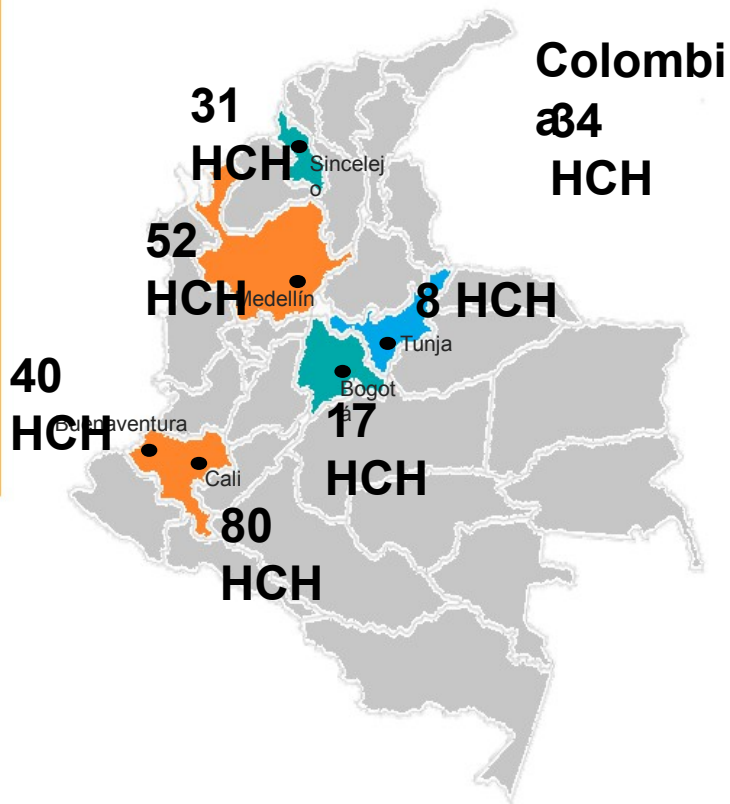 Colombi
a
34
HCH
31
HCH
Sincelej
o
52
HCH
Medellín
8 HCH
Tunja
Bogot
á
17
HCH
40
HCH
Buenaventura
Cali
80
HCH